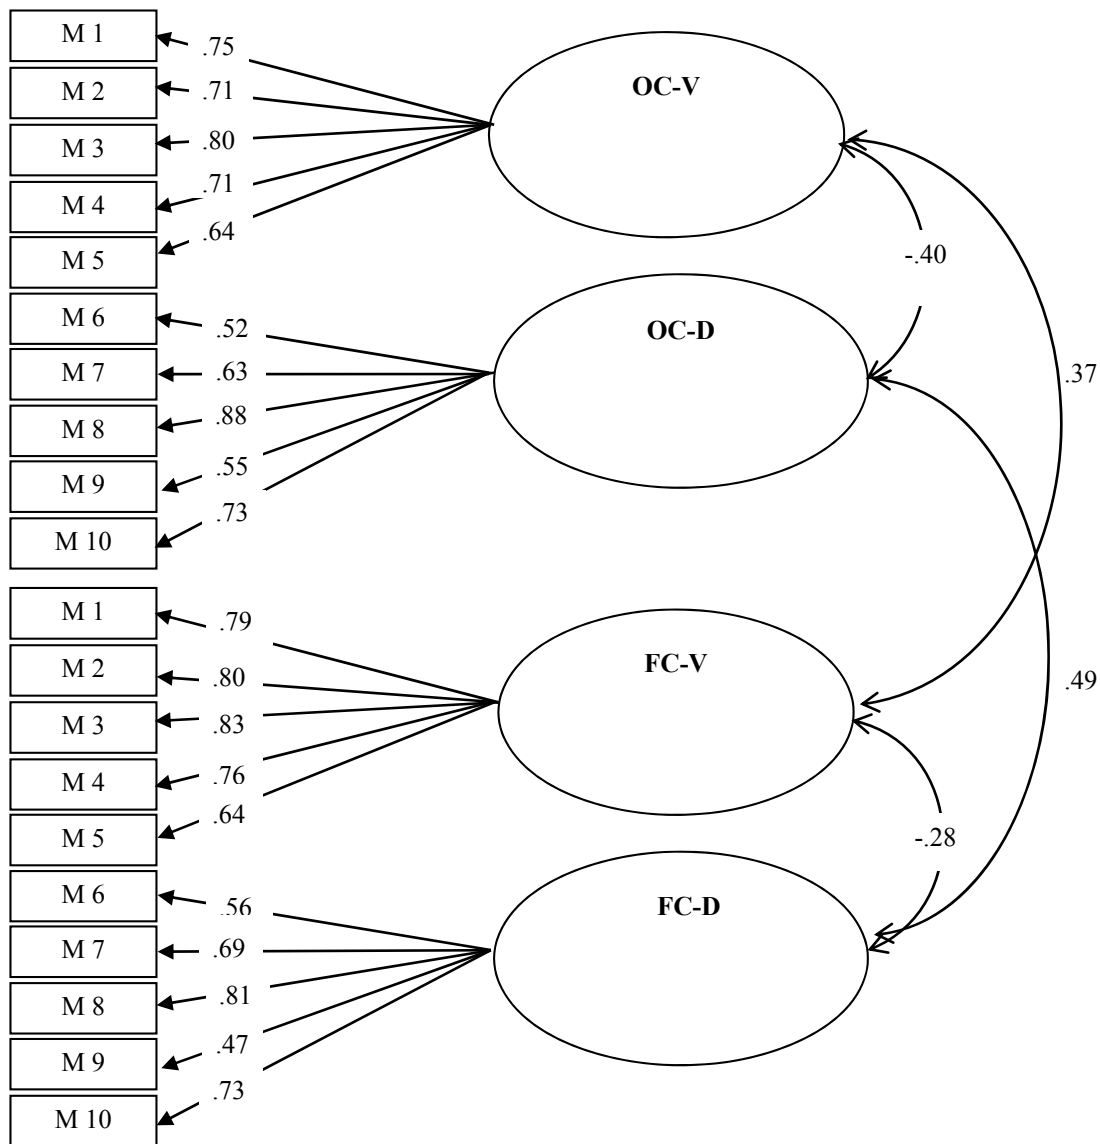 M 1
M 2
M 3
M 4
M 5
M 6
M 7
M 8
M 9
M 10
.75
.71
.80
.71
.64
.52
.63
.88
.55
.73
OC-V
OC-D
-.40
.37
M 1
M 2
M 3
M 4
M 5
M 6
M 7
M 8
M 9
M 10
.79
.80
.83
.76
.64
.56
.69
.81
.47
.73
FC-V
FC-D
-.28
.49